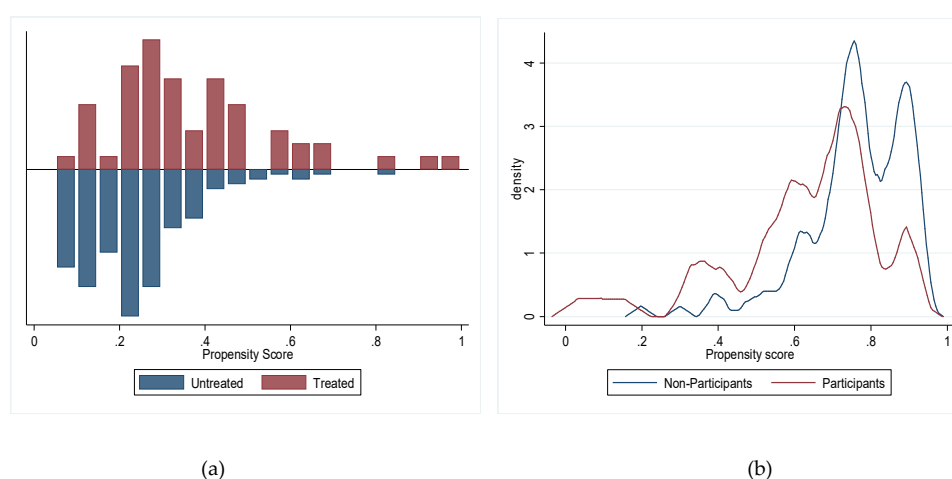 0 .2 .4 .6 .8 1
Propensity Score
Untreated Treated
(a)
density
4
3
2
1
0
0 .2 .4 .6 .8 1
Propensity score
Non-Participants Participants
(b)